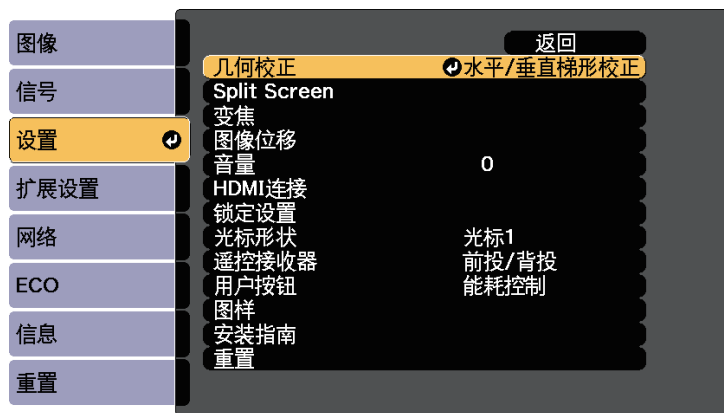 图像
信号
设置
扩展设置
网络
ECO
信息
重置
返回
几何校正 水平/垂直梯形校正
Split Screen
变焦
图像位移
音量 0
HDMI连接
锁定设置
光标形状 光标1
遥控接收器 前投/背投
用户按钮 能耗控制
图样
安装指南
重置